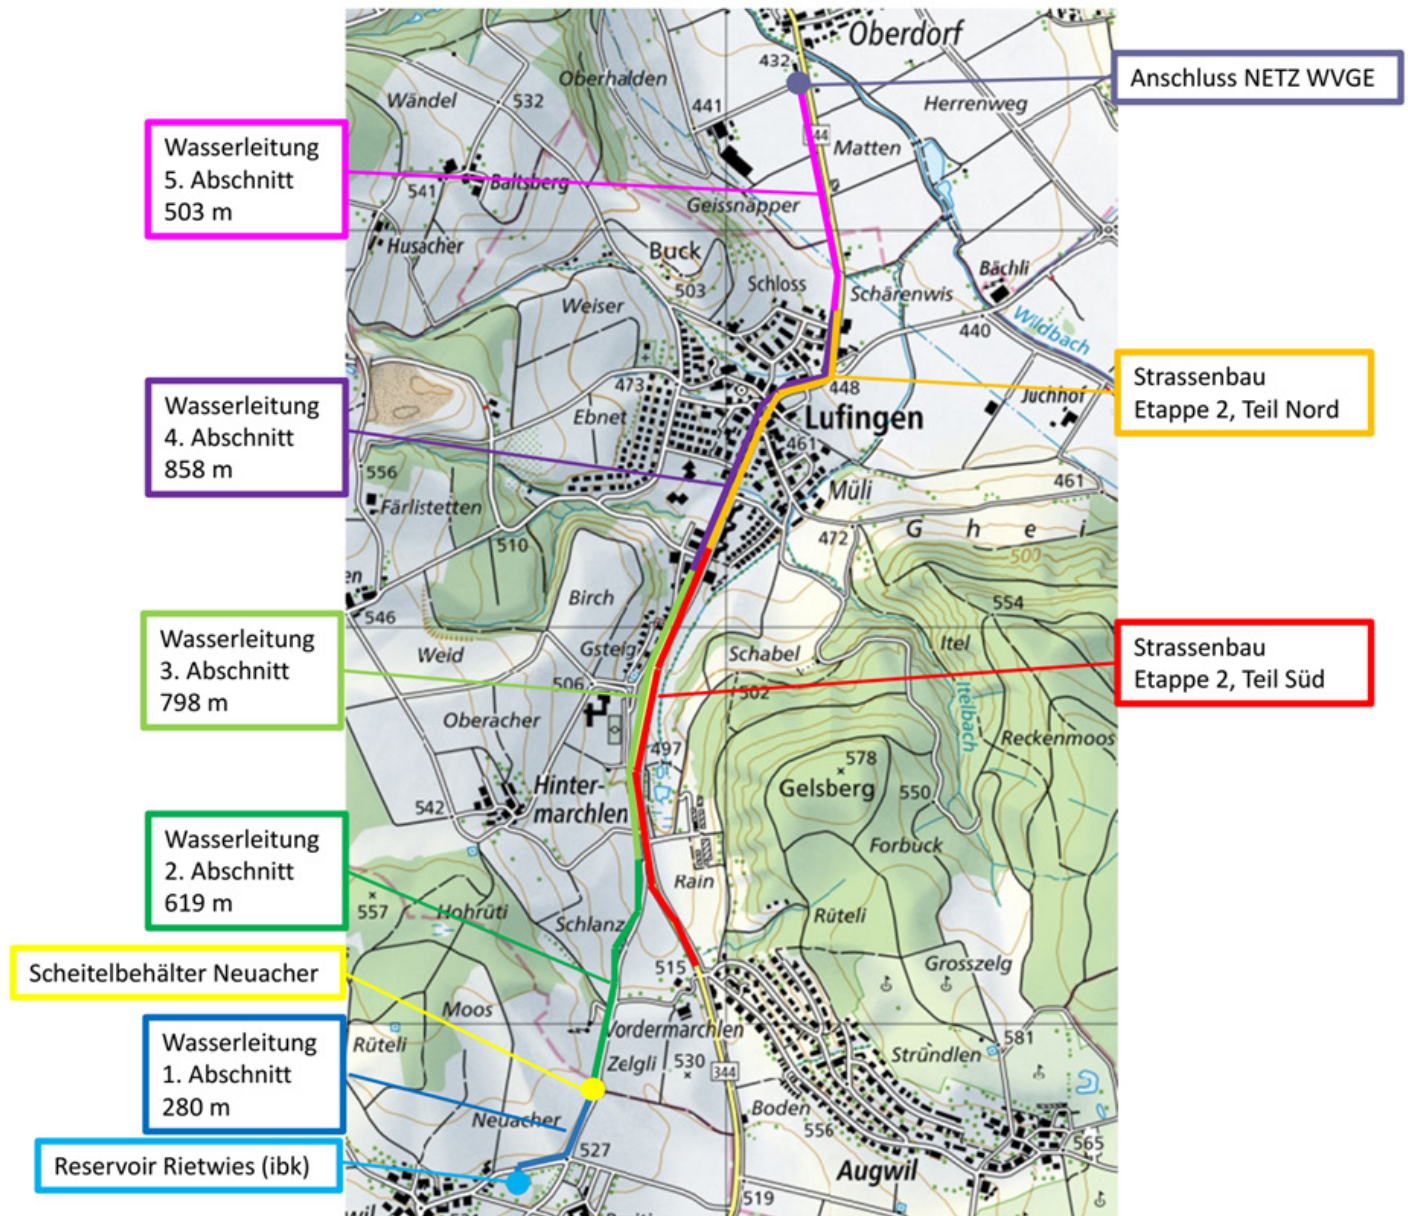 Oberdorf
432
Anschluss NETZ WVGE
Oberhalden
Wändel
532
441
Herrenweg
Matten
Wasserleitung
5. Abschnitt
503 m
541
Baltsberg
Geissnapper
Husacher
Buck
503
Schloss
Bächli
Schärenwis
Weiser
440
Wildbach
473
448
Juchhof
Strassenbau
Etappe 2, Teil Nord
Wasserleitung
4. Abschnitt
858 m
Ebnet
Lufingen
461
556
Färlistetten
Müli
461
510
472
G h e i
500
en
546
Birch
554
Weid
Gsteig
Schabel
Itel
Wasserleitung
3. Abschnitt
798 m
506
502
Itelbach
Strassenbau
Etappe 2, Teil Süd
Oberacher
497
Reckenmoos
Hinter-
marchlen
578
Gelsberg
550
542
Forbuck
Wasserleitung
2. Abschnitt
619 m
557
Hohrüti
Schlanz
Rain
Rüteli
Scheitelbehälter Neuacher
515
Grosszelg
Moos
Rüteli
Vordermarchlen
581
Stründlen
Wasserleitung
1. Abschnitt
280 m
Zelgli
530
344
Neuacher
Boden
556
527
565
Reservoir Rietwies (ibk)
Augwil
519
wil